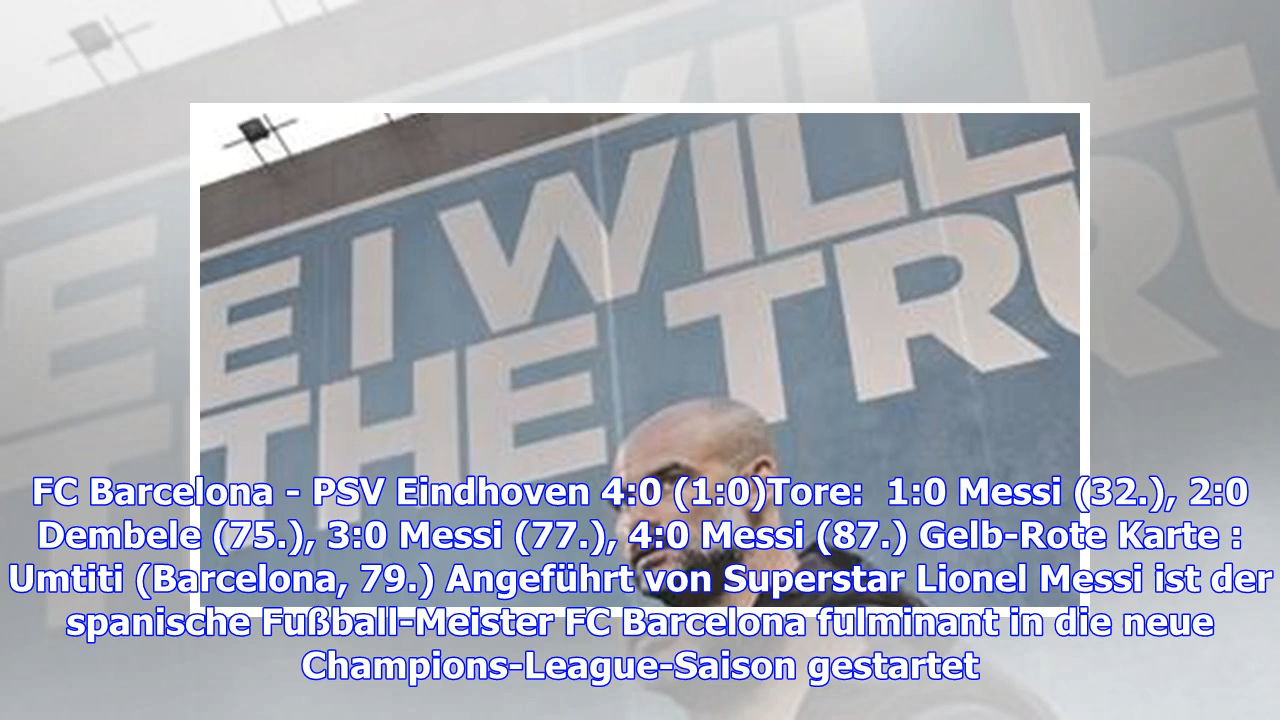 E I WILL
THE TRU
FC Barcelona - PSV Eindhoven 4:0 (1:0)Tore:  1:0 Messi (32.), 2:0
Dembele (75.), 3:0 Messi (77.), 4:0 Messi (87.) Gelb-Rote Karte :
Umtiti (Barcelona, 79.) Angeführt von Superstar Lionel Messi ist der
spanische Fußball-Meister FC Barcelona fulminant in die neue
Champions-League-Saison gestartet